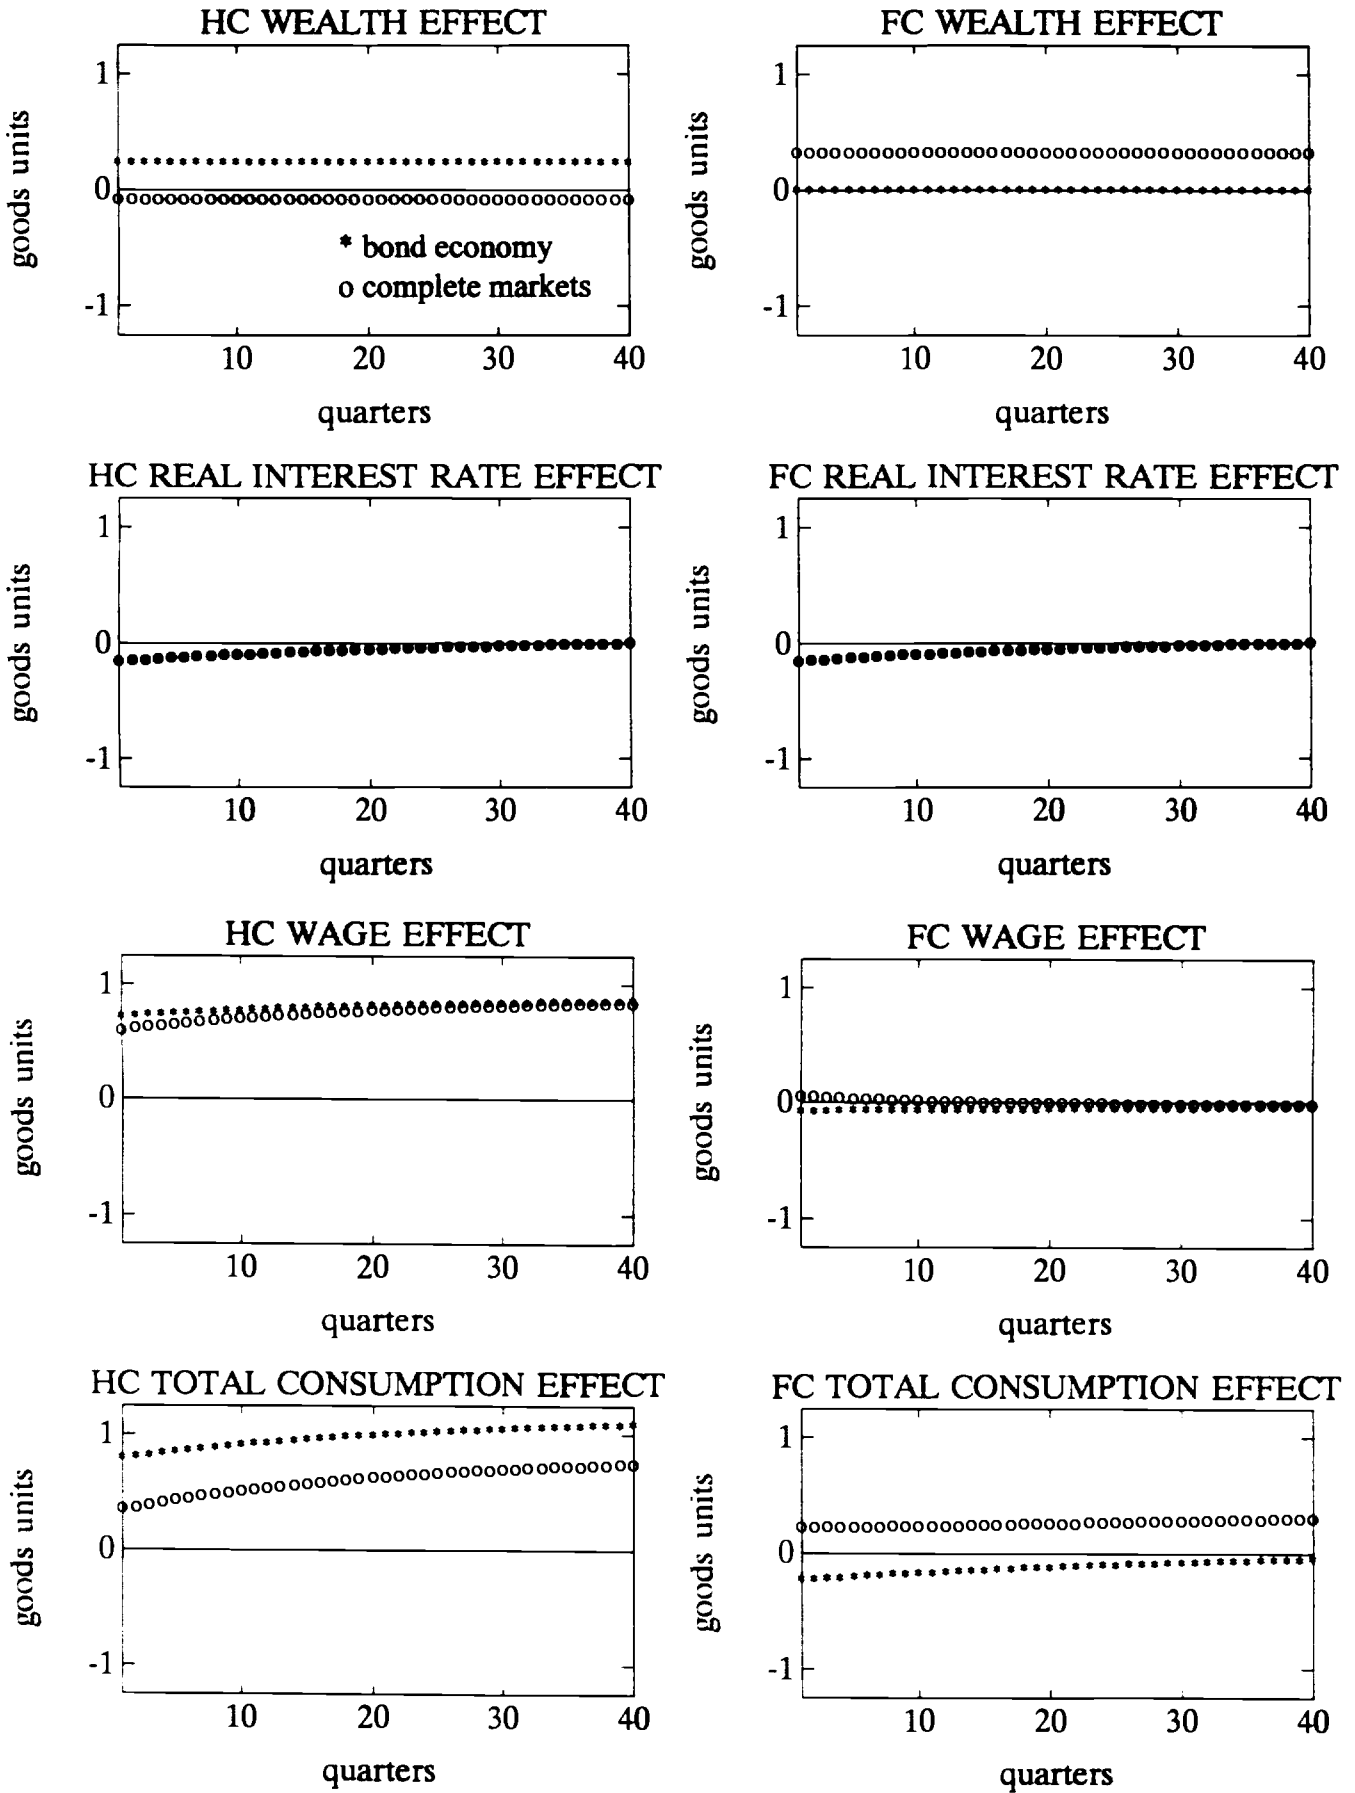 HC WEALTH EFFECT
FC WEALTH EFFECT
goods units
1
0
-1
* bond economy
o complete markets
10 20 30 40
quarters
goods units
1
0
-1
10 20 30 40
quarters
HC REAL INTEREST RATE EFFECT
FC REAL INTEREST RATE EFFECT
goods units
1
0
-1
10 20 30 40
quarters
goods units
1
0
-1
10 20 30 40
quarters
HC WAGE EFFECT
FC WAGE EFFECT
goods units
1
0
-1
10 20 30 40
quarters
goods units
1
0
-1
10 20 30 40
quarters
HC TOTAL CONSUMPTION EFFECT
FC TOTAL CONSUMPTION EFFECT
goods units
1
0
-1
10 20 30 40
quarters
goods units
1
0
-1
10 20 30 40
quarters